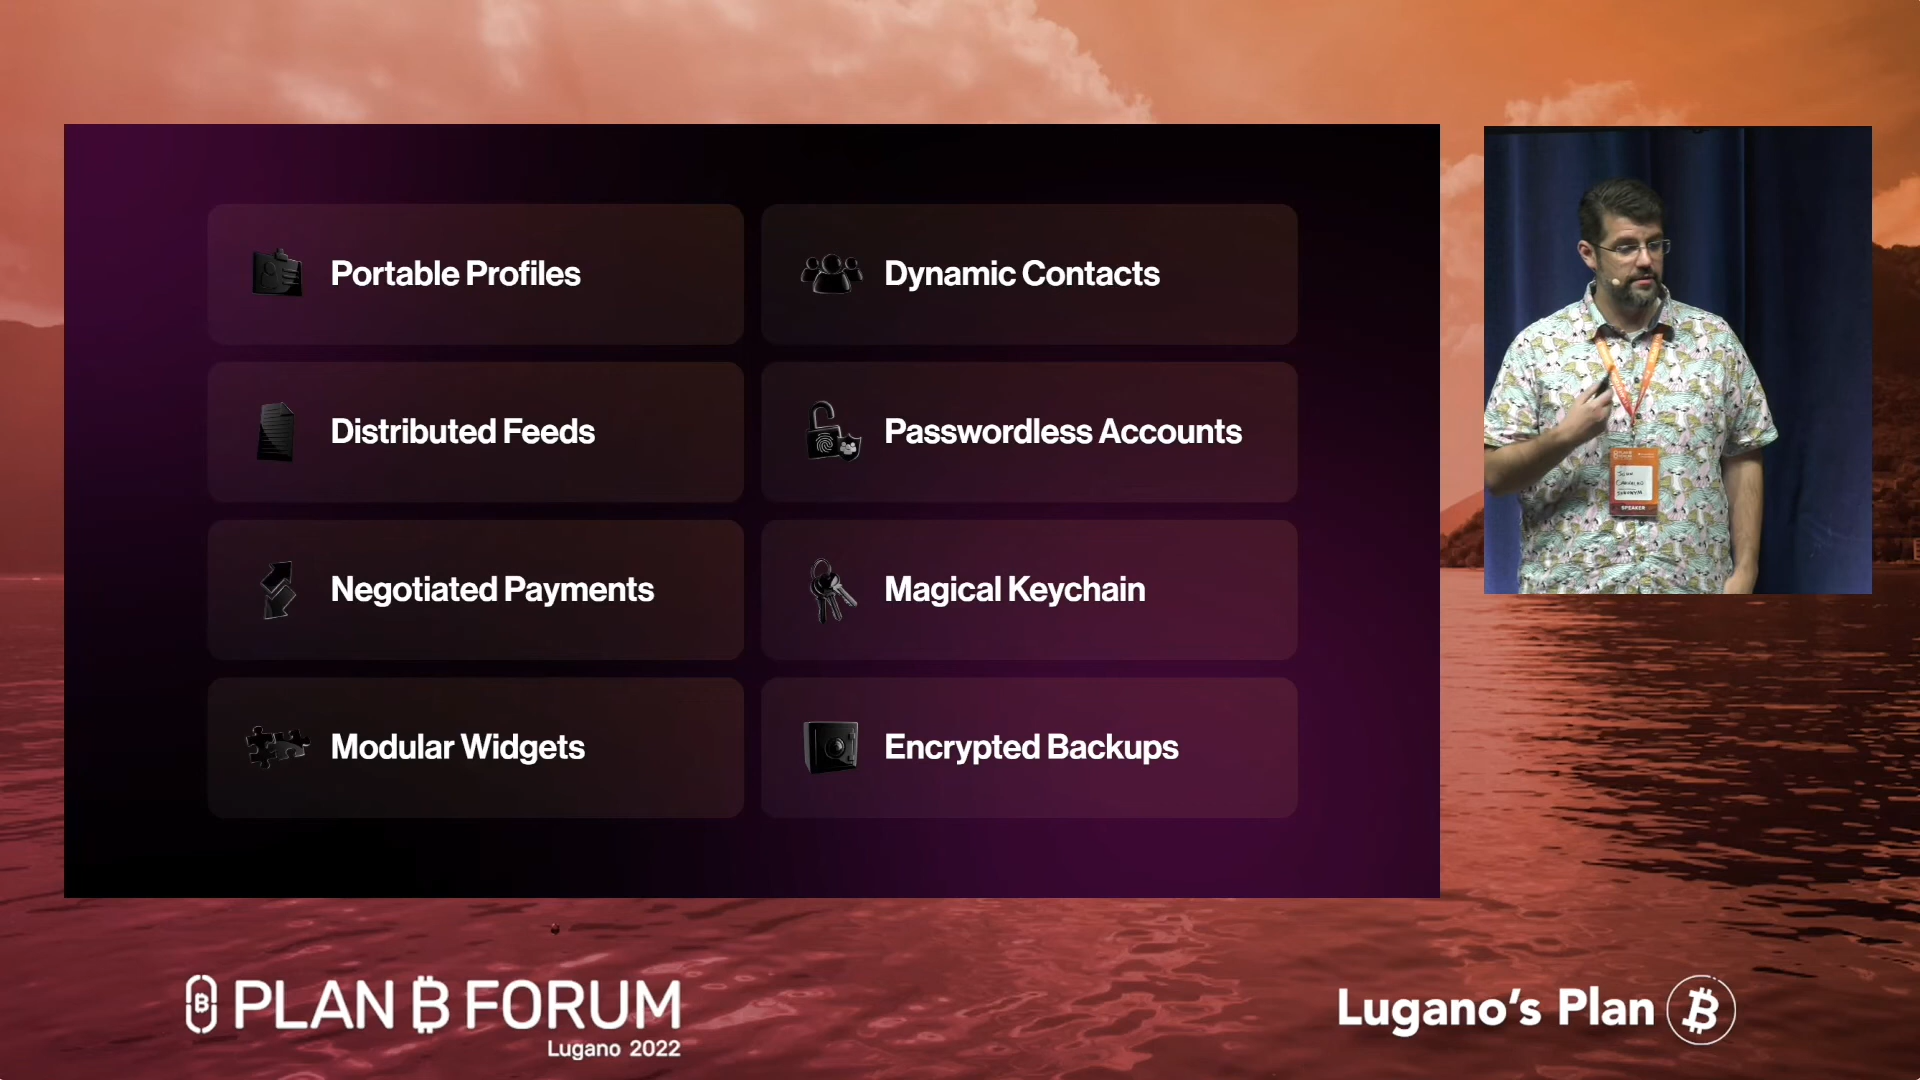 Portable Profiles
Dynamic Contacts
Distributed Feeds
Passwordless Accounts
Negotiated Payments
Magical Keychain
Modular Widgets
Encrypted Backups
SPEAKER
PLAN ₿ FORUM
Lugano 2022
Lugano's Plan ₿